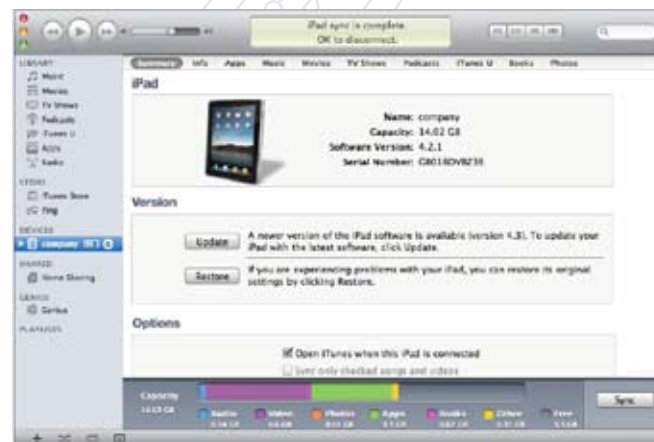 iPad sync is complete.
OK to disconnect.
LIBRARY
Music
Movies
TV Shows
Podcasts
iTunes U
Apps
Radio
STORE
iTunes Store
Ping
DEVICES
company
SHARED
Home Sharing
GENIUS
Genius
PLAYLISTS
Summary Info Apps Music Movies TV Shows Podcasts iTunes U Books Photos
iPad
Name: company
Capacity: 14.02 GB
Software Version: 4.2.1
Serial Number:
Version
Update
A newer version of the iPad software is available (version 4.3). To update your
iPad with the latest software, click Update.
Restore
If you are experiencing problems with your iPad, you can restore its original
settings by clicking Restore.
Options
Open iTunes when this iPad is connected
Sync only checked songs and videos
Capacity
14.02 GB
Audio Video Photos Apps Books Other Free
Sync